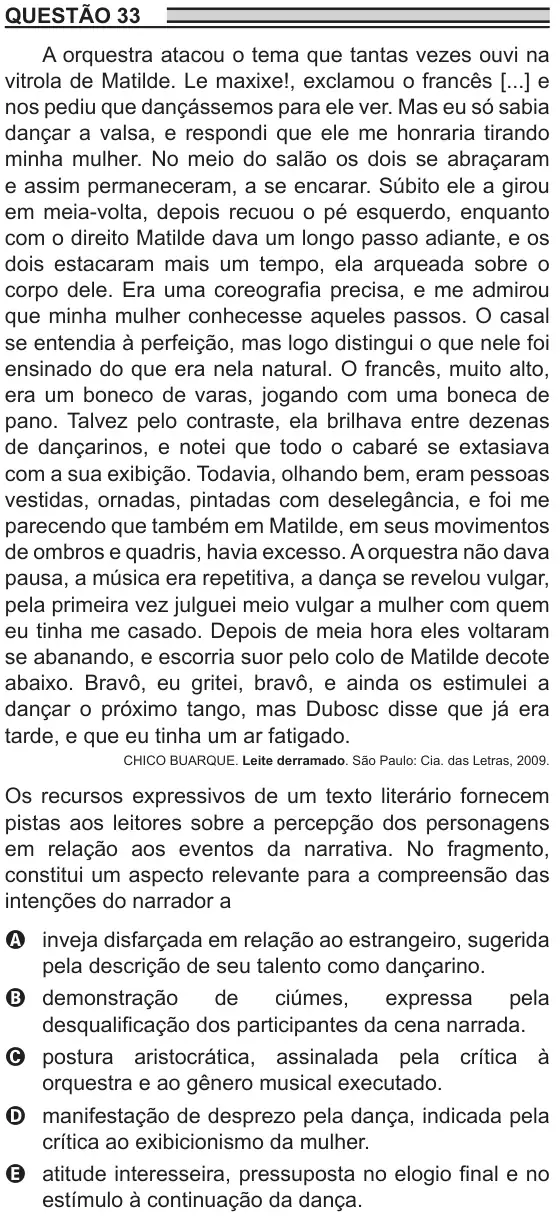 QUESTÃO 33
A orquestra atacou o tema que tantas vezes ouvi na
vitrola de Matilde. Le maxixe!, exclamou o francês [...] e
nos pediu que dançássemos para ele ver. Mas eu só sabia
dançar a valsa, e respondi que ele me honraria tirando
minha mulher. No meio do salão os dois se abraçaram
e assim permaneceram, a se encarar. Súbito ele a girou
em meia-volta, depois recuou o pé esquerdo, enquanto
com o direito Matilde dava um longo passo adiante, e os
dois estacaram mais um tempo, ela arqueada sobre o
corpo dele. Era uma coreografia precisa, e me admirou
que minha mulher conhecesse aqueles passos. O casal
se entendia à perfeição, mas logo distingui o que nele foi
ensinado do que era nela natural. O francês, muito alto,
era um boneco de varas, jogando com uma boneca de
pano. Talvez pelo contraste, ela brilhava entre dezenas
de dançarinos, e notei que todo o cabaré se extasiava
com a sua exibição. Todavia, olhando bem, eram pessoas
vestidas, ornadas, pintadas com deselegância, e foi me
parecendo que também em Matilde, em seus movimentos
de ombros e quadris, havia excesso. A orquestra não dava
pausa, a música era repetitiva, a dança se revelou vulgar,
pela primeira vez julguei meio vulgar a mulher com quem
eu tinha me casado. Depois de meia hora eles voltaram
se abanando, e escorria suor pelo colo de Matilde decote
abaixo. Bravô, eu gritei, bravô, e ainda os estimulei a
dançar o próximo tango, mas Dubosc disse que já era
tarde, e que eu tinha um ar fatigado.
CHICO BUARQUE. Leite derramado. São Paulo: Cia. das Letras, 2009.
Os recursos expressivos de um texto literário fornecem
pistas aos leitores sobre a percepção dos personagens
em relação aos eventos da narrativa. No fragmento,
constitui um aspecto relevante para a compreensão das
intenções do narrador a
A inveja disfarçada em relação ao estrangeiro, sugerida
pela descrição de seu talento como dançarino.
B demonstração de ciúmes, expressa pela
desqualificação dos participantes da cena narrada.
C postura aristocrática, assinalada pela crítica à
orquestra e ao gênero musical executado.
D manifestação de desprezo pela dança, indicada pela
crítica ao exibicionismo da mulher.
E atitude interesseira, pressuposta no elogio final e no
estímulo à continuação da dança.